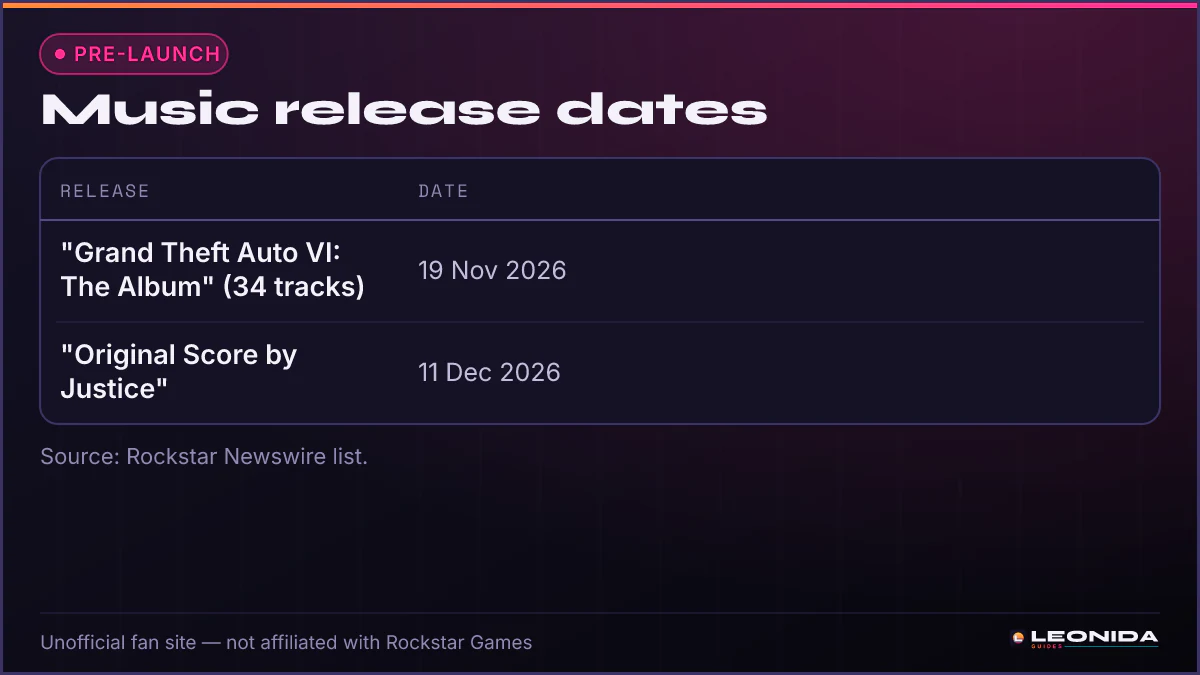 PRE-LAUNCH
Music release dates
RELEASE DATE
"Grand Theft Auto VI:
The Album" (34 tracks)
19 Nov 2026
"Original Score by
Justice"
11 Dec 2026
Source: Rockstar Newswire list.
Unofficial fan site — not affiliated with Rockstar Games
LEONIDA
GUIDES